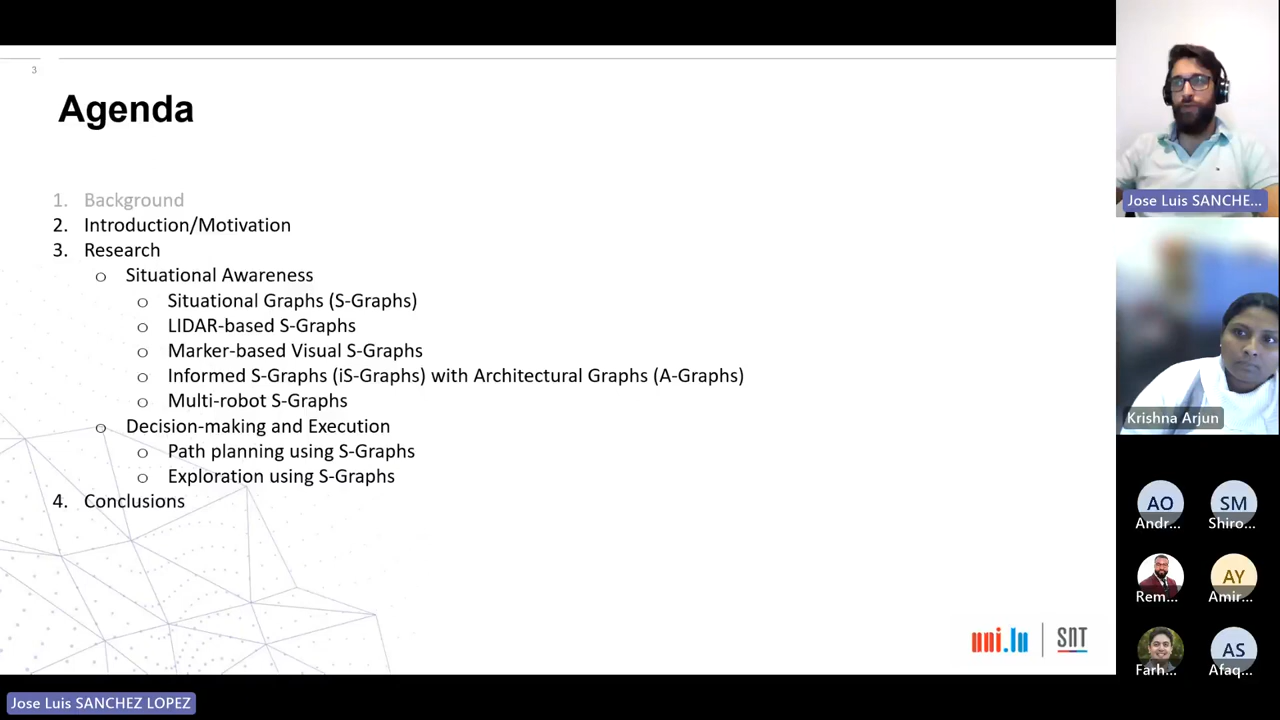 3
Agenda
1. Background
2. Introduction/Motivation
3. Research
o Situational Awareness
o Situational Graphs (S-Graphs)
o LIDAR-based S-Graphs
o Marker-based Visual S-Graphs
o Informed S-Graphs (iS-Graphs) with Architectural Graphs (A-Graphs)
o Multi-robot S-Graphs
o Decision-making and Execution
o Path planning using S-Graphs
o Exploration using S-Graphs
4. Conclusions
uni.lu SNT
Jose Luis SANCHEZ LOPEZ
Jose Luis SANCHE...
Krishna Arjun
AO SM
Andr... Shiro...
AY
Rem... Amir...
AS
Farh... Afaq...